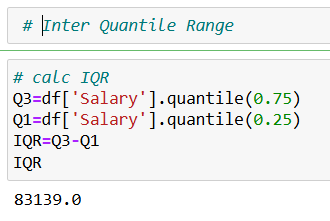 # Inter Quantile Range
# calc IQR
Q3=df['Salary'].quantile(0.75)
Q1=df['Salary'].quantile(0.25)
IQR=Q3-Q1
IQR
83139.0